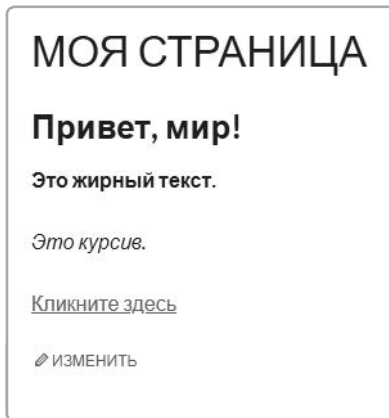 МОЯ СТРАНИЦА
Привет, мир!
Это жирный текст.
Это курсив.
Кликните здесь
ИЗМЕНИТЬ